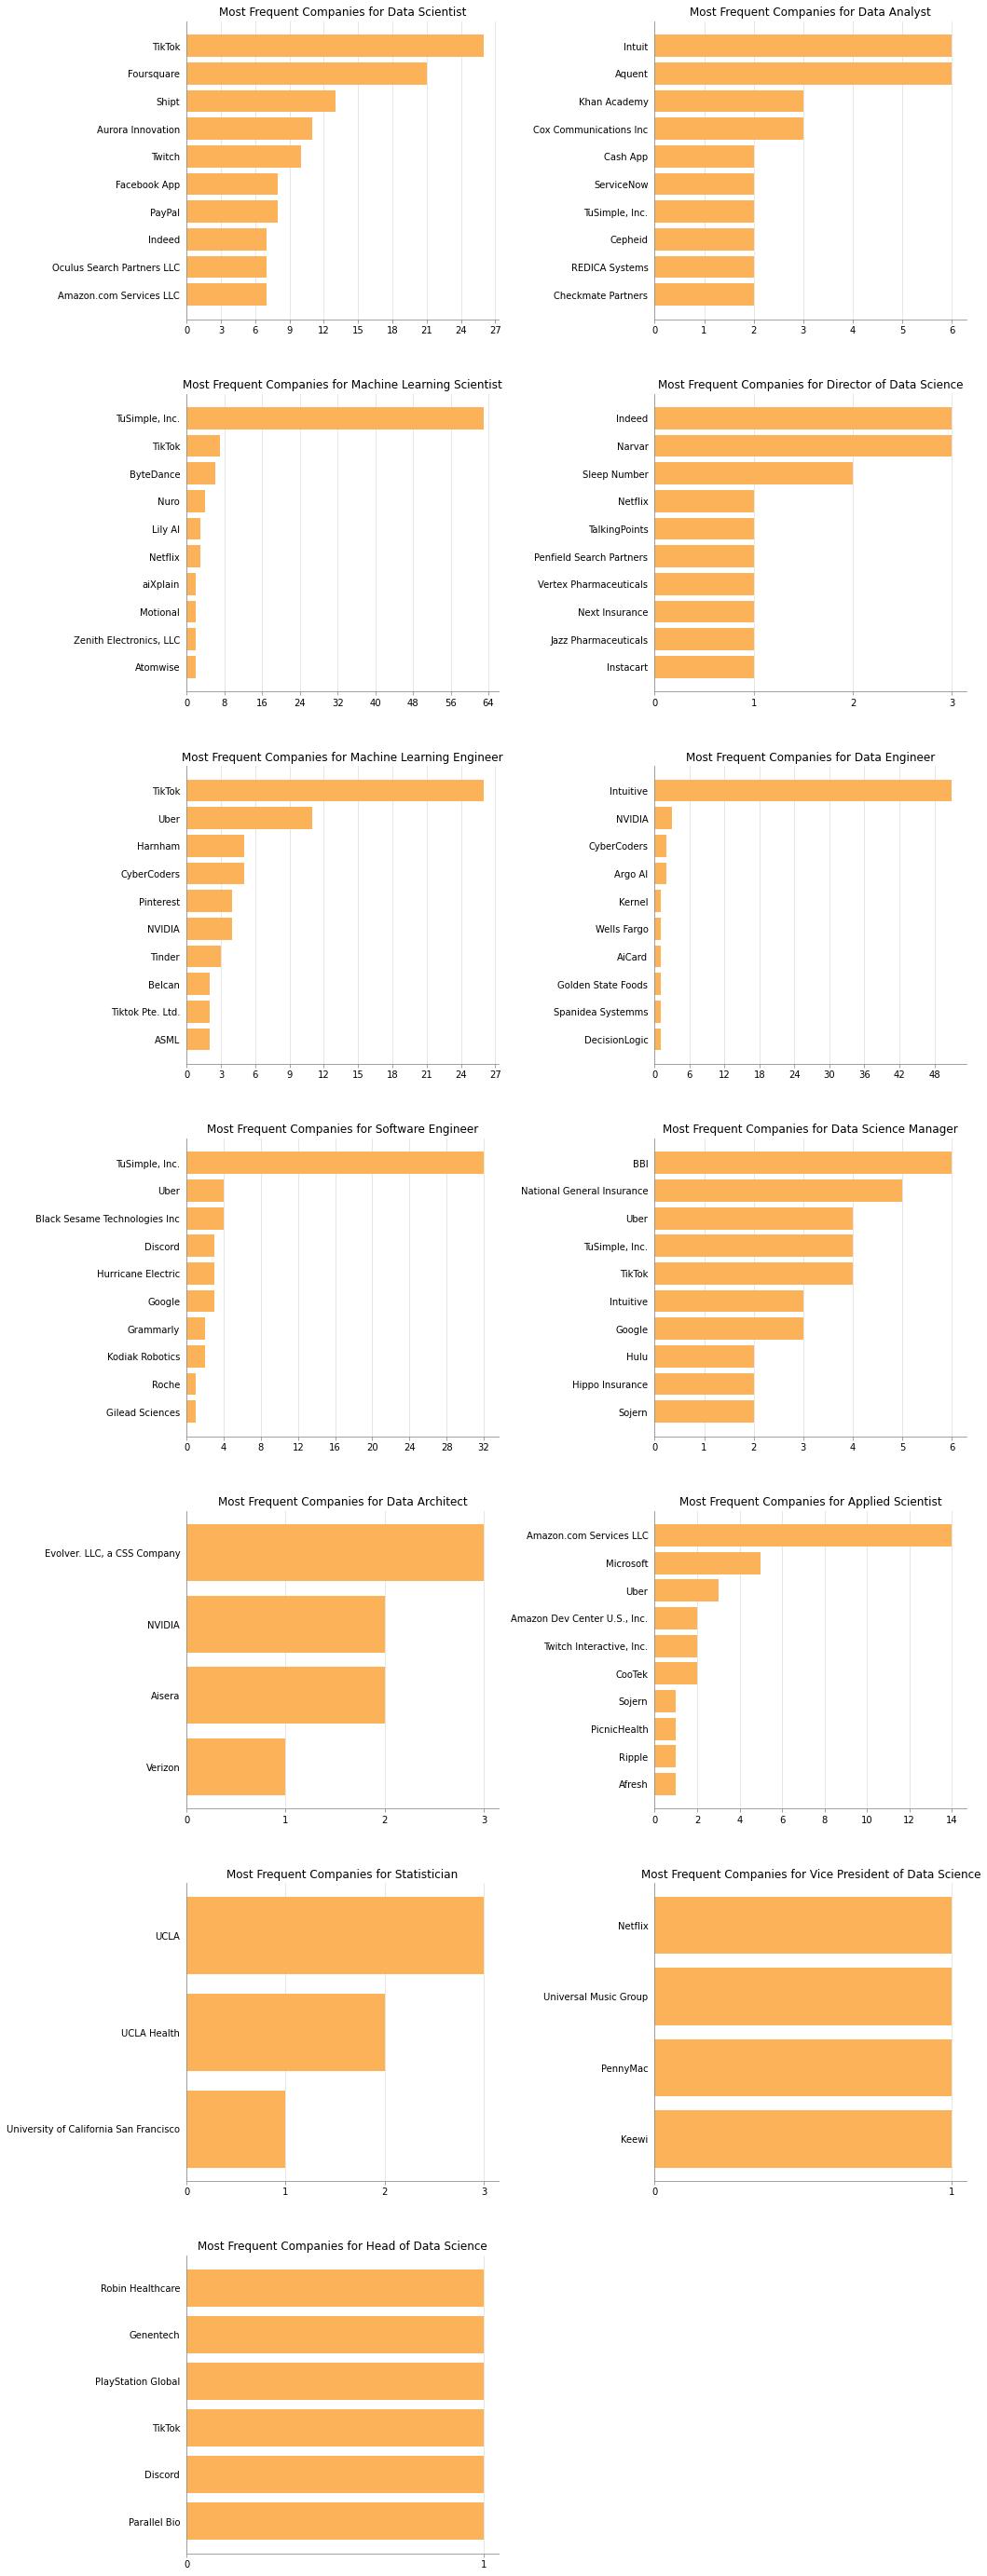 Most Frequent Companies for Data Scientist
TikTok
Foursquare
Shipt
Aurora Innovation
Twitch
Facebook App
PayPal
Indeed
Oculus Search Partners LLC
Amazon.com Services LLC
0 3 6 9 12 15 18 21 24 27
Most Frequent Companies for Data Analyst
Intuit
Aquent
Khan Academy
Cox Communications Inc
Cash App
ServiceNow
TuSimple, Inc.
Cepheid
REDICA Systems
Checkmate Partners
0 1 2 3 4 5 6
Most Frequent Companies for Machine Learning Scientist
TuSimple, Inc.
TikTok
ByteDance
Nuro
Lily AI
Netflix
aiXplain
Motional
Zenith Electronics, LLC
Atomwise
0 8 16 24 32 40 48 56 64
Most Frequent Companies for Director of Data Science
Indeed
Narvar
Sleep Number
Netflix
TalkingPoints
Penfield Search Partners
Vertex Pharmaceuticals
Next Insurance
Jazz Pharmaceuticals
Instacart
0 1 2 3
Most Frequent Companies for Machine Learning Engineer
TikTok
Uber
Harnham
CyberCoders
Pinterest
NVIDIA
Tinder
Belcan
Tiktok Pte. Ltd.
ASML
0 3 6 9 12 15 18 21 24 27
Most Frequent Companies for Data Engineer
Intuitive
NVIDIA
CyberCoders
Argo AI
Kernel
Wells Fargo
AiCard
Golden State Foods
Spanidea Systemms
DecisionLogic
0 6 12 18 24 30 36 42 48
Most Frequent Companies for Software Engineer
TuSimple, Inc.
Uber
Black Sesame Technologies Inc
Discord
Hurricane Electric
Google
Grammarly
Kodiak Robotics
Roche
Gilead Sciences
0 4 8 12 16 20 24 28 32
Most Frequent Companies for Data Science Manager
BBI
National General Insurance
Uber
TuSimple, Inc.
TikTok
Intuitive
Google
Hulu
Hippo Insurance
Sojern
0 1 2 3 4 5 6
Most Frequent Companies for Data Architect
Evolver. LLC, a CSS Company
NVIDIA
Aisera
Verizon
0 1 2 3
Most Frequent Companies for Applied Scientist
Amazon.com Services LLC
Microsoft
Uber
Amazon Dev Center U.S., Inc.
Twitch Interactive, Inc.
CooTek
Sojern
PicnicHealth
Ripple
Afresh
0 2 4 6 8 10 12 14
Most Frequent Companies for Statistician
UCLA
UCLA Health
University of California San Francisco
0 1 2 3
Most Frequent Companies for Vice President of Data Science
Netflix
Universal Music Group
PennyMac
Keewi
0 1
Most Frequent Companies for Head of Data Science
Robin Healthcare
Genentech
PlayStation Global
TikTok
Discord
Parallel Bio
0 1